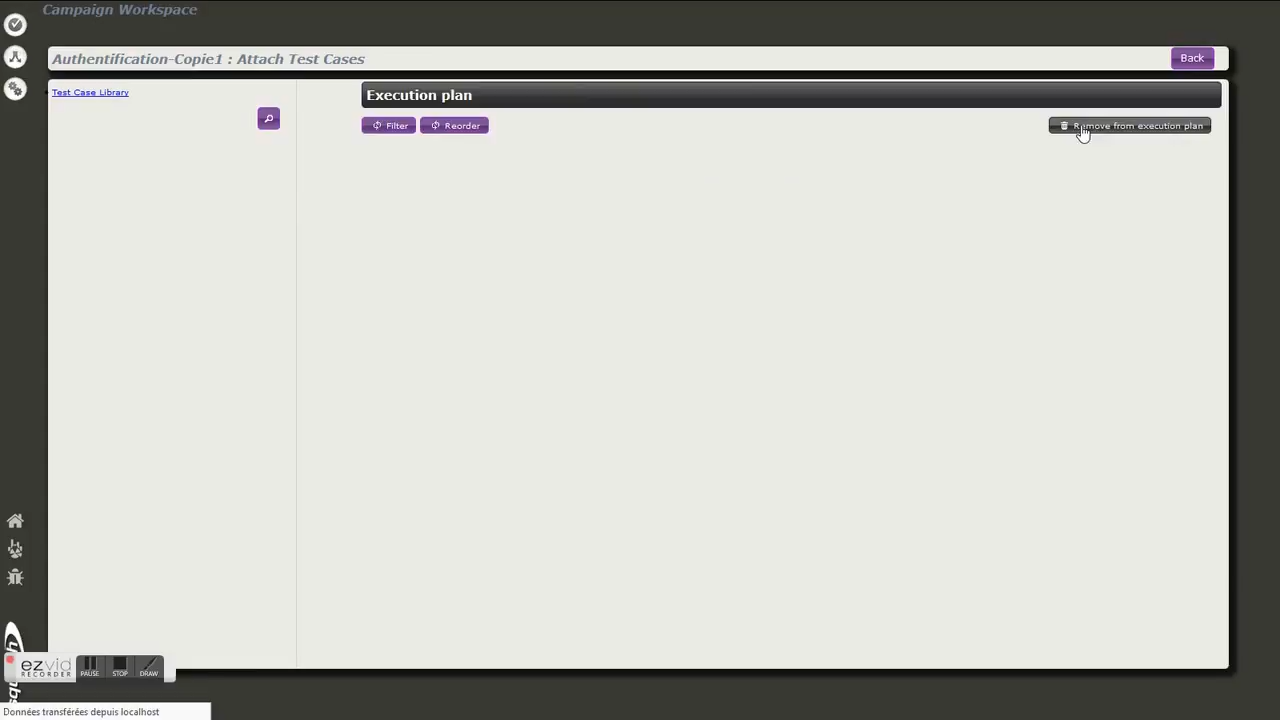 Campaign Workspace
Authentification-Copie1 : Attach Test Cases
Back
Test Case Library
Execution plan
Filter
Reorder
Remove from execution plan
ezvid
RECORDER
PAUSE
STOP
DRAW
squ
Données transférées depuis localhost